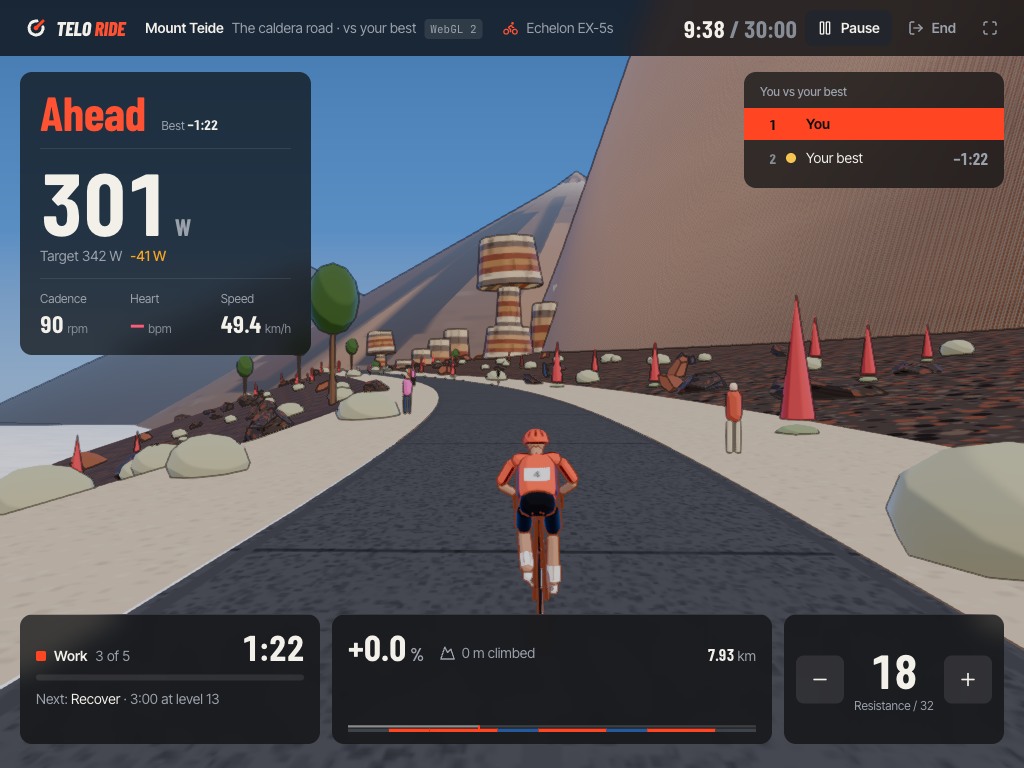 TELO RIDE Mount Teide The caldera road · vs your best WebGL 2 Echelon EX-5s 9:38 / 30:00 Pause End
Ahead Best −1:22
301 W
Target 342 W -41 W
Cadence Heart Speed
90 rpm – bpm 49.4 km/h
You vs your best
1 You
2 Your best −1:22
4
Work 3 of 5 1:22
Next: Recover · 3:00 at level 13
+0.0 % 0 m climbed 7.93 km
− 18 +
Resistance / 32